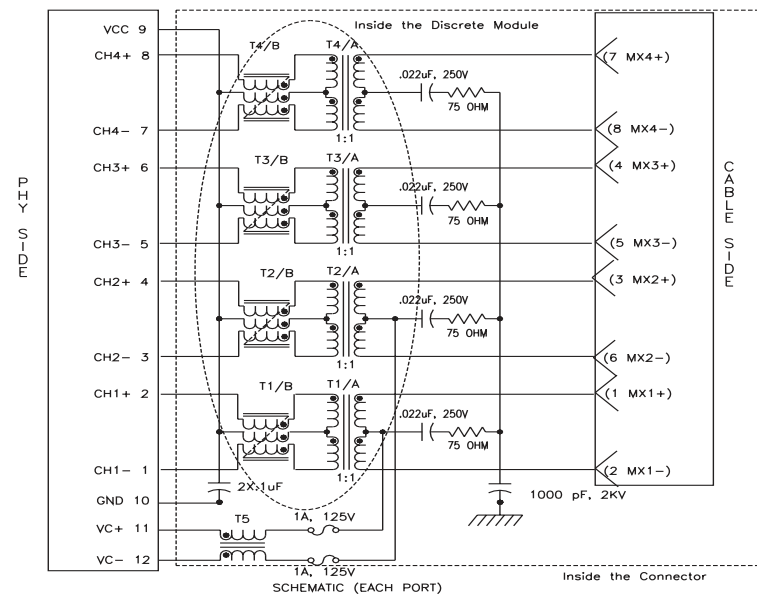 Inside the Discrete Module
VCC 9
T4/B T4/A
CH4+ 8
(7 MX4+)
.022uF, 250V
75 OHM
CH4- 7
(8 MX4-)
1:1
CH3+ 6
T3/B T3/A
(4 MX3+)
.022uF, 250V
75 OHM
PHY SIDE
CABLE SIDE
CH3- 5
(5 MX3-)
1:1
CH2+ 4
T2/B T2/A
(3 MX2+)
.022uF, 250V
75 OHM
CH2- 3
(6 MX2-)
1:1
CH1+ 2
T1/B T1/A
(1 MX1+)
.022uF, 250V
75 OHM
CH1- 1
(2 MX1-)
1:1
2X.1uF
1000 pF, 2KV
GND 10
VC+ 11
T5
1A, 125V
VC- 12
1A, 125V
Inside the Connector
SCHEMATIC (EACH PORT)